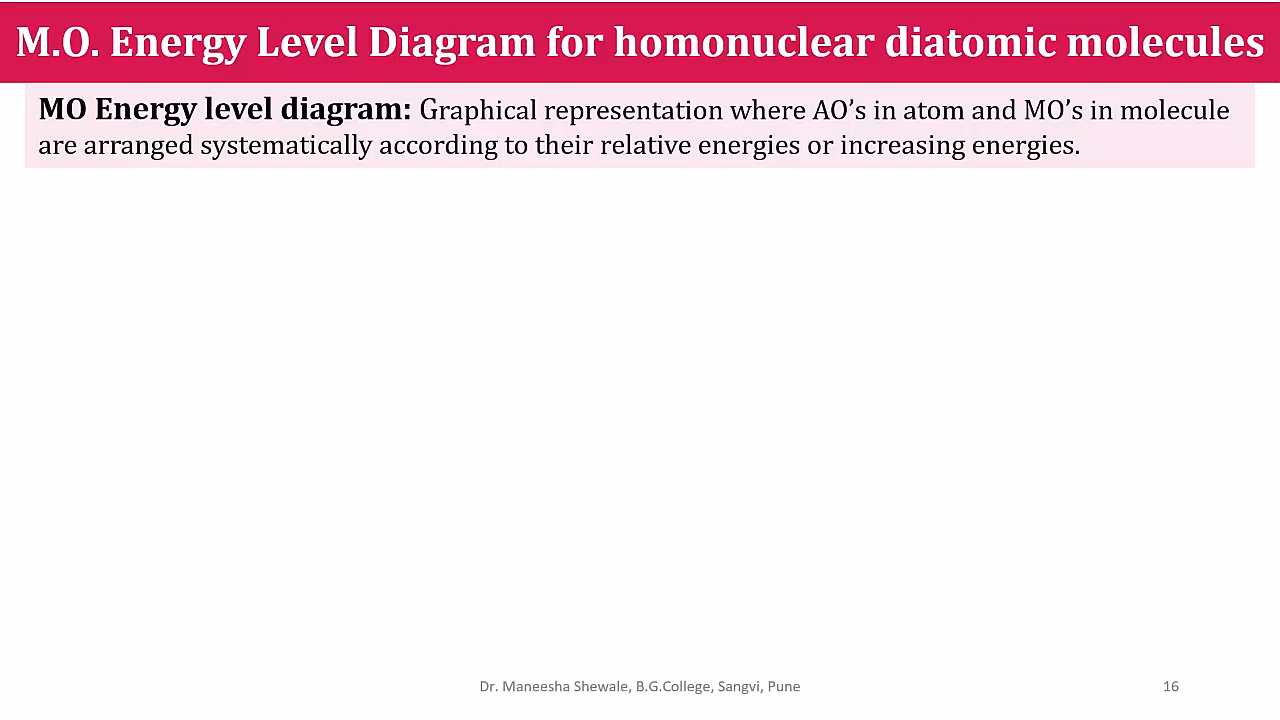 M.O. Energy Level Diagram for homonuclear diatomic molecules
MO Energy level diagram: Graphical representation where AO’s in atom and MO’s in molecule
are arranged systematically according to their relative energies or increasing energies.
Dr. Maneesha Shewale, B.G.College, Sangvi, Pune
16